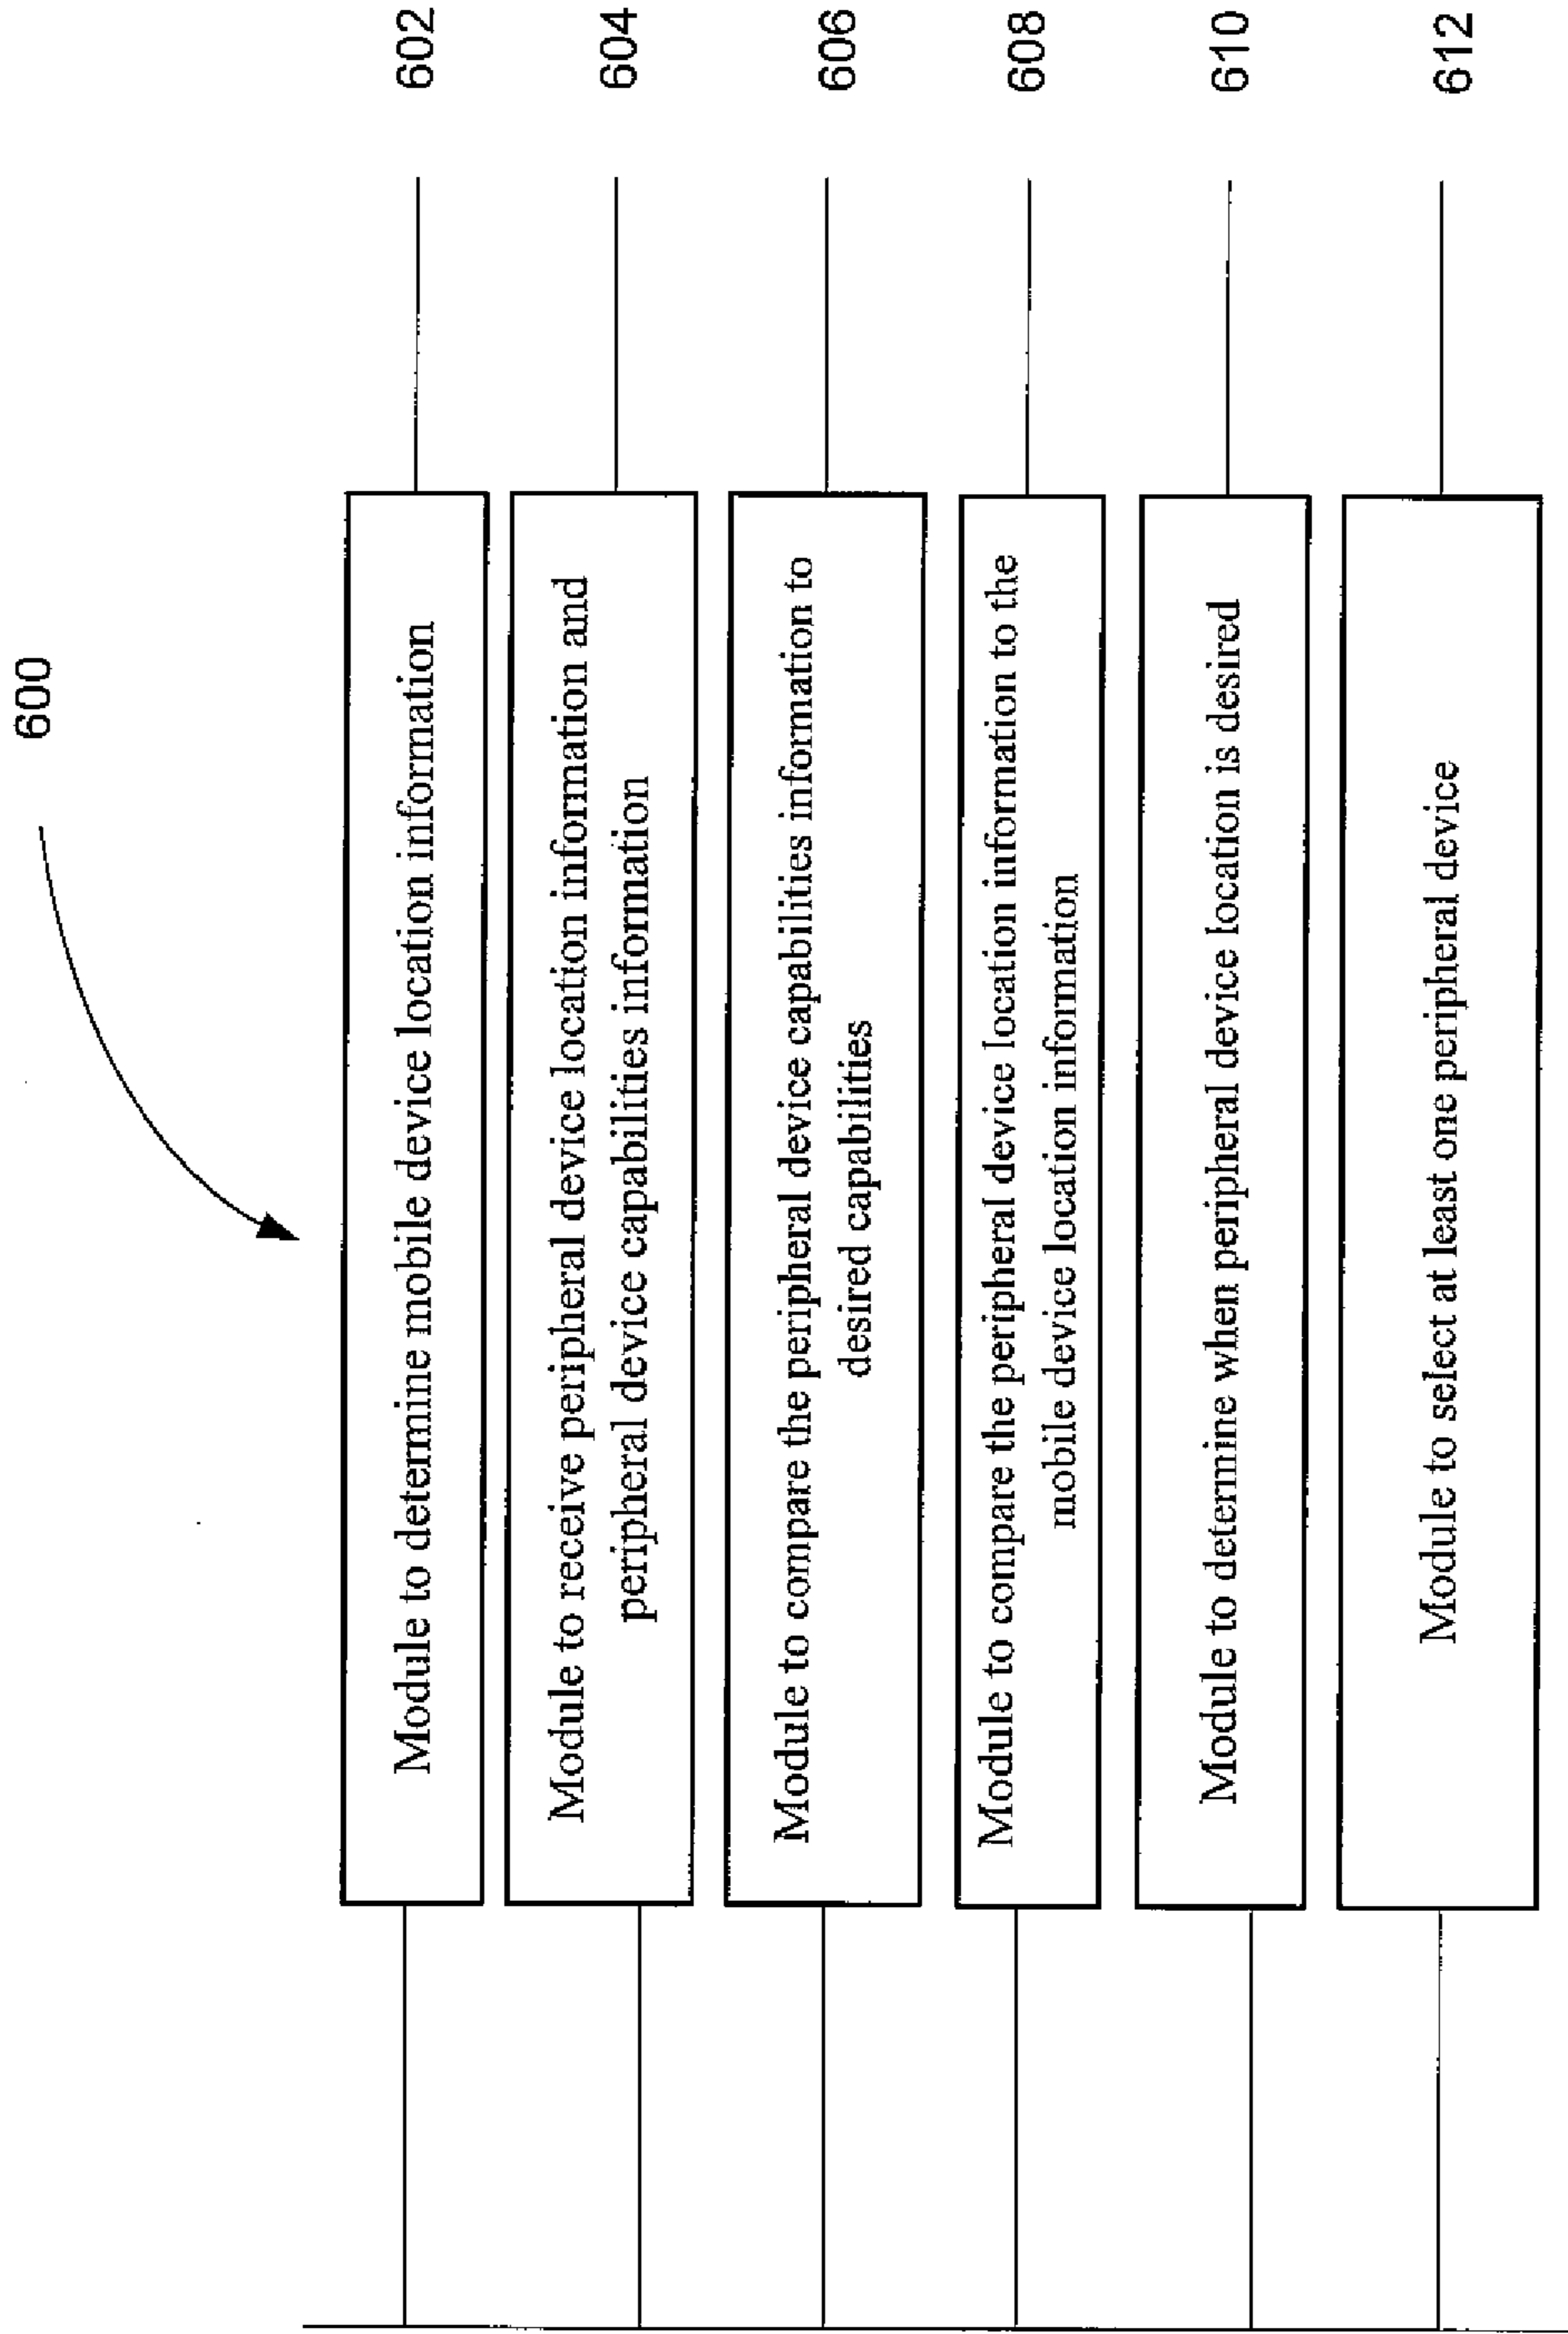 600
Module to determine mobile device location information
602
Module to receive peripheral device location information and
peripheral device capabilities information
604
Module to compare the peripheral device capabilities information to
desired capabilities
606
Module to compare the peripheral device location information to the
mobile device location information
608
Module to determine when peripheral device location is desired
610
Module to select at least one peripheral device
612